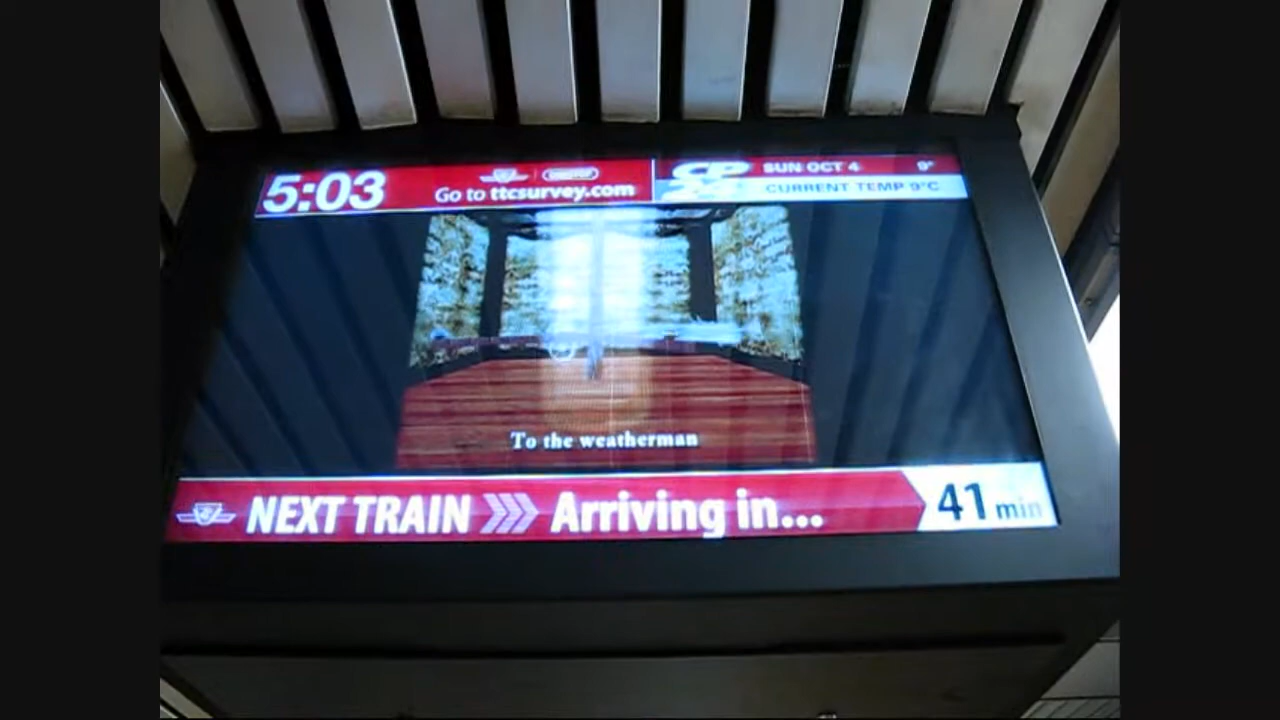 5:03
Go to ttcsurvey.com
SUN OCT 4 9°
CURRENT TEMP 9°C
To the weatherman
NEXT TRAIN Arriving in... 41 min